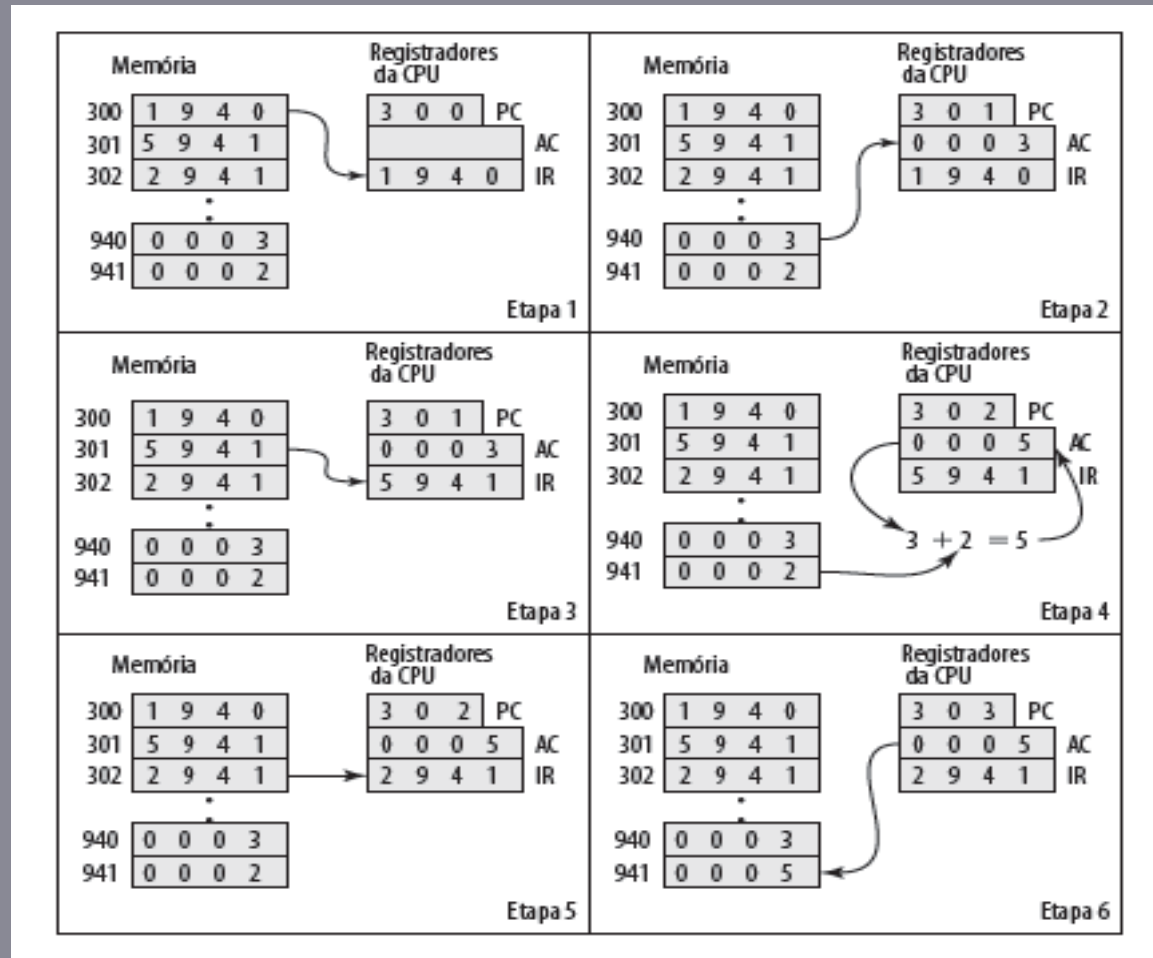 Memória
Registradores
da CPU
300 1 9 4 0
3 0 0 PC
301 5 9 4 1
AC
302 2 9 4 1
1 9 4 0 IR
940 0 0 0 3
941 0 0 0 2
Etapa 1
Memória
Registradores
da CPU
300 1 9 4 0
3 0 1 PC
301 5 9 4 1
0 0 0 3 AC
302 2 9 4 1
1 9 4 0 IR
940 0 0 0 3
941 0 0 0 2
Etapa 2
Memória
Registradores
da CPU
300 1 9 4 0
3 0 1 PC
301 5 9 4 1
0 0 0 3 AC
302 2 9 4 1
5 9 4 1 IR
940 0 0 0 3
941 0 0 0 2
Etapa 3
Memória
Registradores
da CPU
300 1 9 4 0
3 0 2 PC
301 5 9 4 1
0 0 0 5 AC
302 2 9 4 1
5 9 4 1 IR
940 0 0 0 3
3 + 2 = 5
941 0 0 0 2
Etapa 4
Memória
Registradores
da CPU
300 1 9 4 0
3 0 2 PC
301 5 9 4 1
0 0 0 5 AC
302 2 9 4 1
2 9 4 1 IR
940 0 0 0 3
941 0 0 0 2
Etapa 5
Memória
Registradores
da CPU
300 1 9 4 0
3 0 3 PC
301 5 9 4 1
0 0 0 5 AC
302 2 9 4 1
2 9 4 1 IR
940 0 0 0 3
941 0 0 0 5
Etapa 6